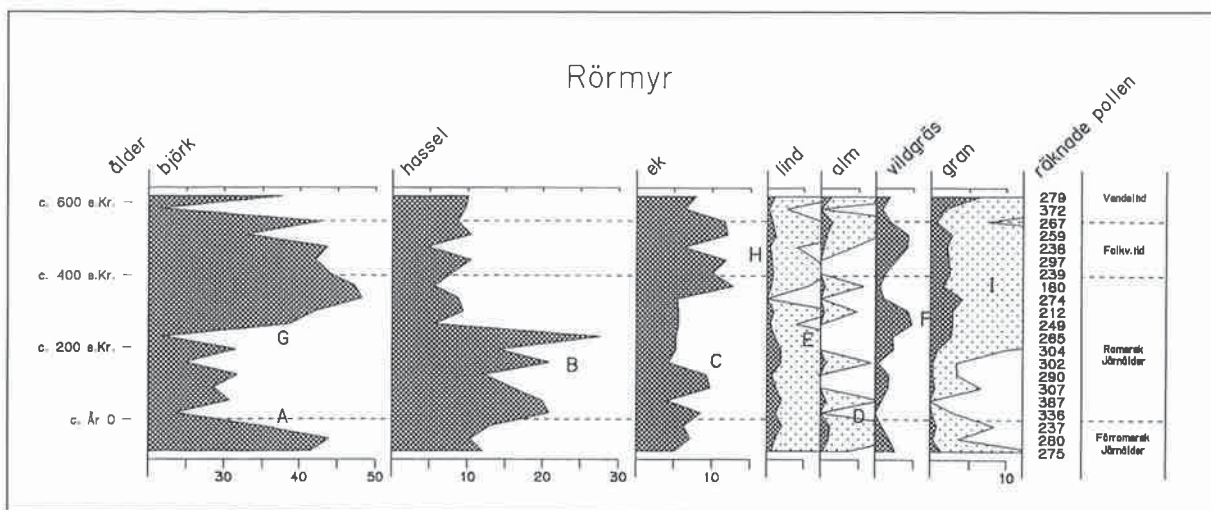 Rörmyr
ålder
björk
hassel
ek
lind
alm
vildgräs
gran
räknade pollen
c. 600 e.Kr.
c. 400 e.Kr.
c. 200 e.Kr.
c. År 0
G
A
B
C
H
E
D
F
I
279
372
267
259
238
297
239
180
274
212
249
265
304
302
290
307
387
336
237
280
275
Vendeltid
Folkv.tid
Romersk
Järnålder
Förromersk
Järnålder
30
40
50
10
20
30
10
10